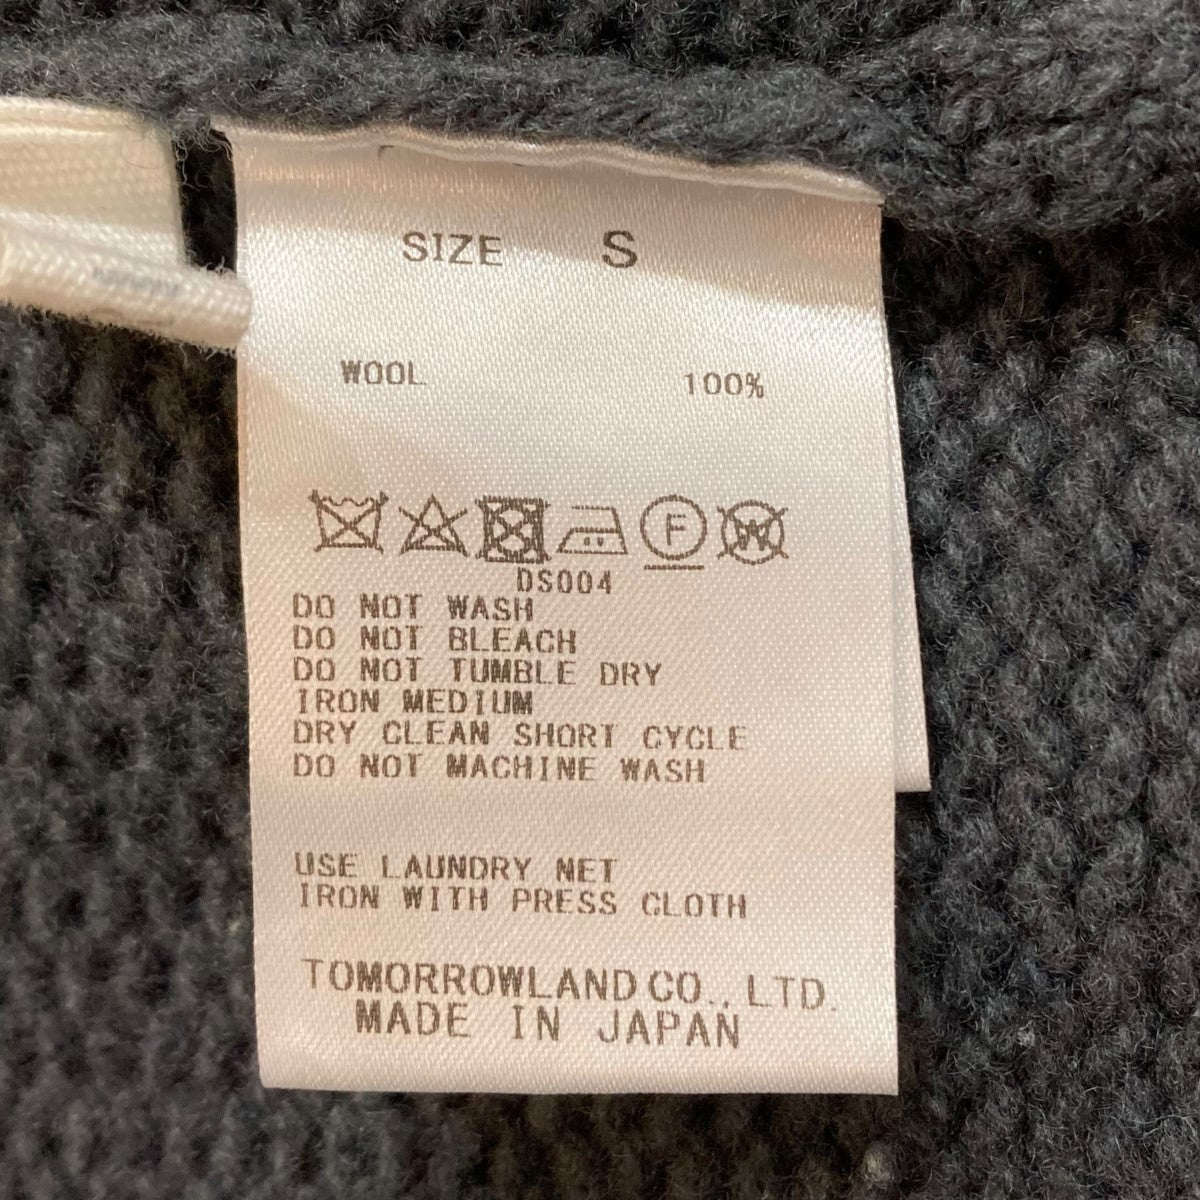 SIZE S
WOOL 100%
F W
DS004
DO NOT WASH
DO NOT BLEACH
DO NOT TUMBLE DRY
IRON MEDIUM
DRY CLEAN SHORT CYCLE
DO NOT MACHINE WASH
USE LAUNDRY NET
IRON WITH PRESS CLOTH
TOMORROWLAND CO., LTD.
MADE IN JAPAN